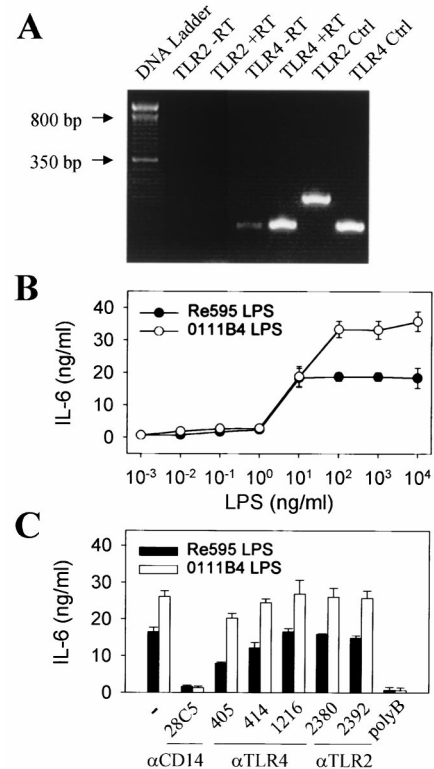 A
DNA Ladder
TLR2 -RT
TLR2 +RT
TLR4 -RT
TLR4 +RT
TLR2 Ctrl
TLR4 Ctrl
800 bp
350 bp
B
Re595 LPS
0111B4 LPS
IL-6 (ng/ml)
40
30
20
10
0
10⁻³ 10⁻² 10⁻¹ 10⁰ 10¹ 10² 10³ 10⁴
LPS (ng/ml)
C
Re595 LPS
0111B4 LPS
IL-6 (ng/ml)
40
30
20
10
0
- 28C5 405 414 1216 2380 2392 polyB
αCD14 αTLR4 αTLR2